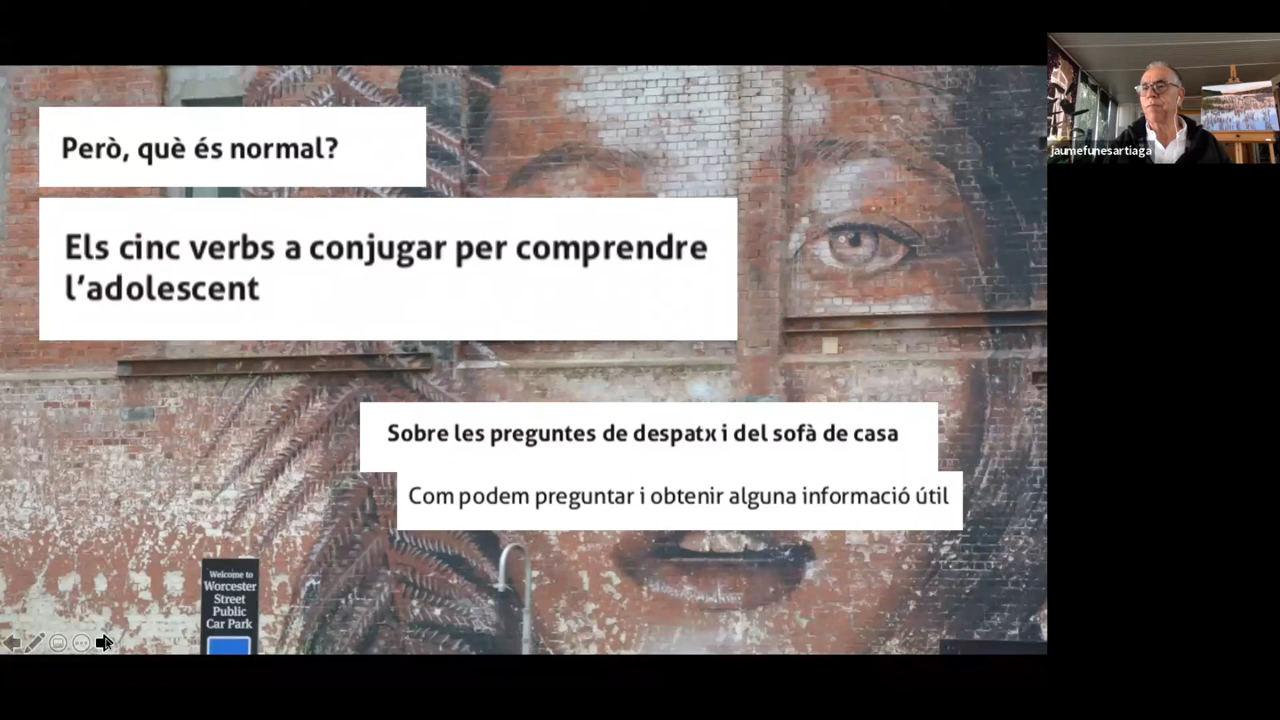 Però, què és normal?
Els cinc verbs a conjugar per comprendre
l’adolescent
Sobre les preguntes de despatx i del sofà de casa
Com podem preguntar i obtenir alguna informació útil
Welcome to
Worcester
Street
Public
Car Park
jaumefunesartiaga